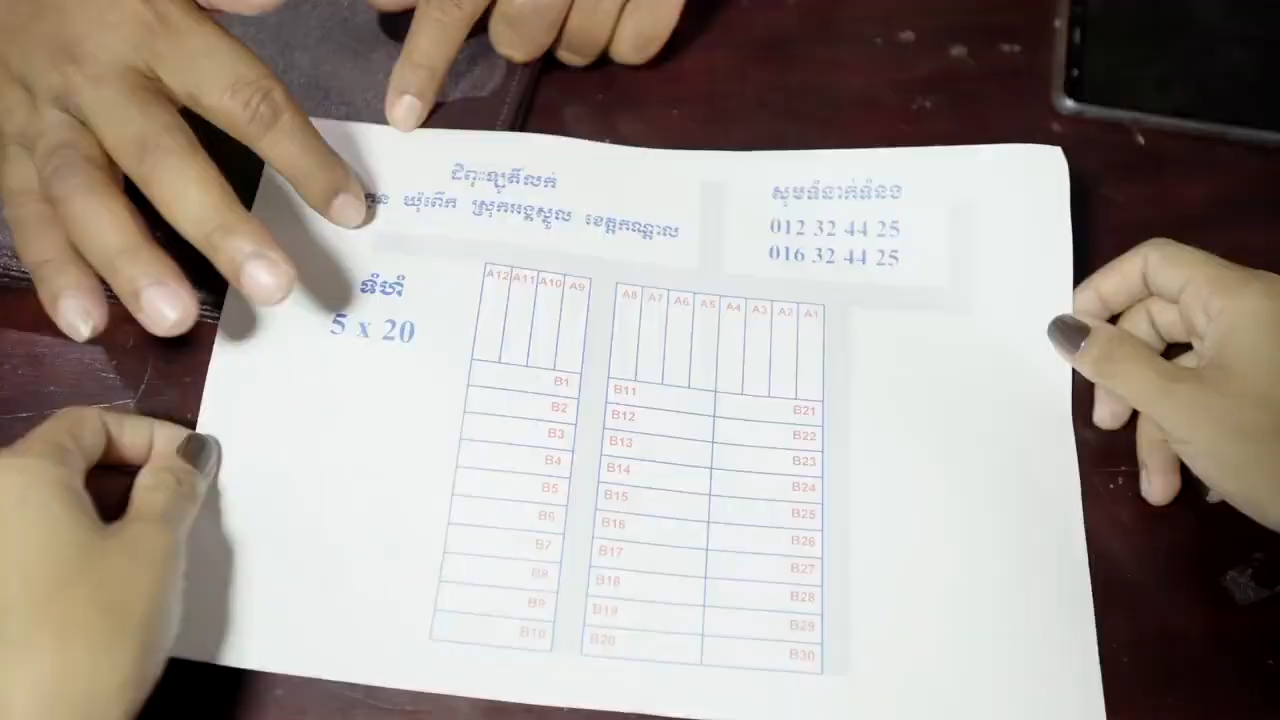 ដីពុះឡូតិ៍លក់
ឃុំពើក ស្រុកអង្គស្នួល ខេត្តកណ្តាល
សូមទំនាក់ទំនង
012 32 44 25
016 32 44 25
ទំហំ
5 x 20
A12 A11 A10 A9 A8 A7 A6 A5 A4 A3 A2 A1
B1 B11 B21
B2 B12 B22
B3 B13 B23
B4 B14 B24
B5 B15 B25
B6 B16 B26
B7 B17 B27
B8 B18 B28
B9 B19 B29
B10 B20 B30